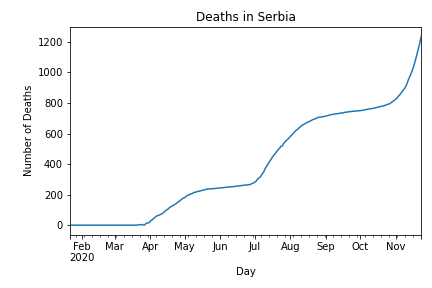 Deaths in Serbia
Number of Deaths
1200
1000
800
600
400
200
0
Feb Mar Apr May Jun Jul Aug Sep Oct Nov
2020
Day